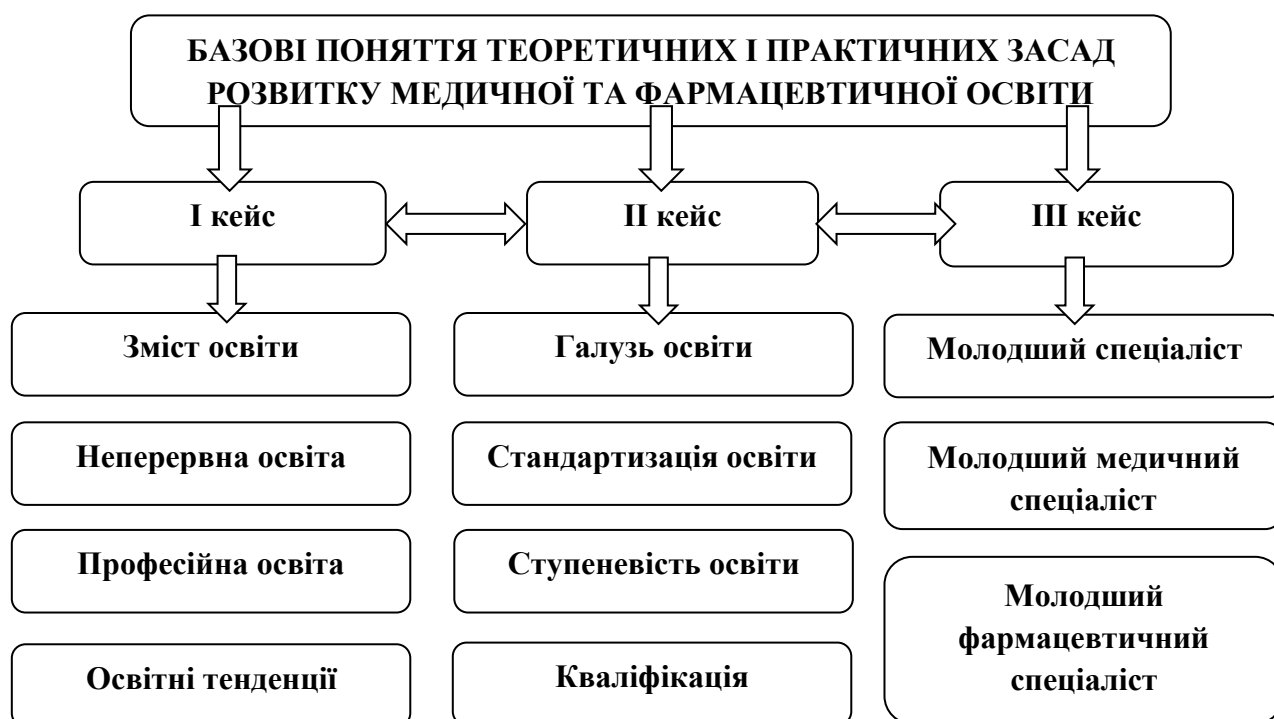 БАЗОВІ ПОНЯТТЯ ТЕОРЕТИЧНИХ І ПРАКТИЧНИХ ЗАСАД
РОЗВИТКУ МЕДИЧНОЇ ТА ФАРМАЦЕВТИЧНОЇ ОСВІТИ
І кейс
ІІ кейс
ІІІ кейс
Зміст освіти
Неперервна освіта
Професійна освіта
Освітні тенденції
Галузь освіти
Стандартизація освіти
Ступеневість освіти
Кваліфікація
Молодший спеціаліст
Молодший медичний
спеціаліст
Молодший
фармацевтичний
спеціаліст